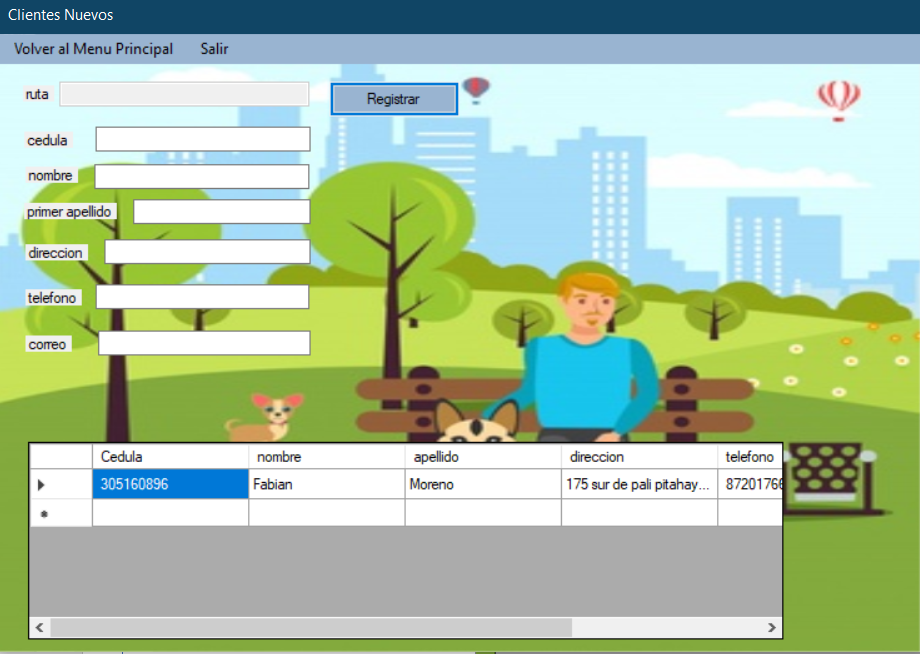 Clientes Nuevos
Volver al Menu Principal Salir
ruta Registrar
cedula
nombre
primer apellido
direccion
telefono
correo
Cedula nombre apellido direccion telefono
305160896 Fabian Moreno 175 sur de pali pitahay... 8720176